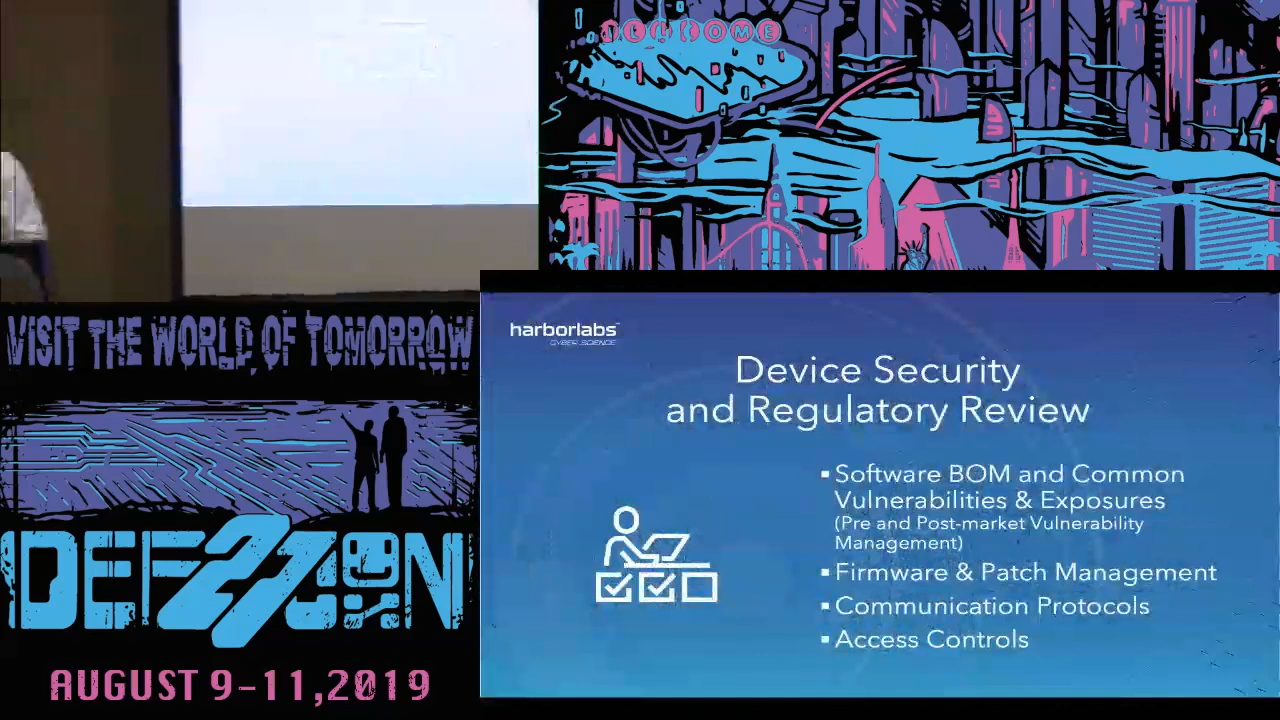 WELCOME
VISIT THE WORLD OF TOMORROW
DEF CON
27
AUGUST 9-11,2019
harborlabs
CYBER SCIENCE
Device Security
and Regulatory Review
▪Software BOM and Common
Vulnerabilities & Exposures
(Pre and Post-market Vulnerability
Management)
▪Firmware & Patch Management
▪Communication Protocols
▪Access Controls